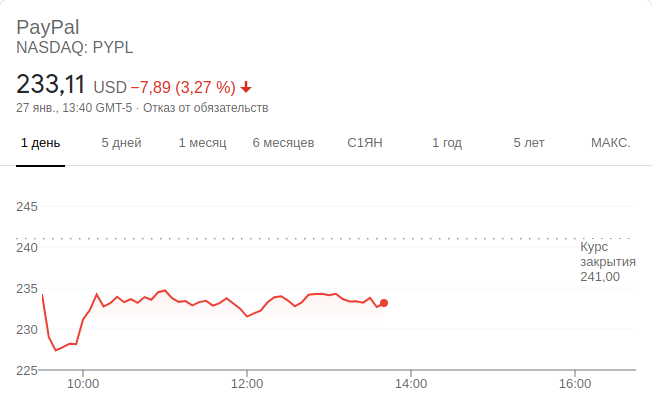 PayPal
NASDAQ: PYPL
233,11 USD −7,89 (3,27 %)
27 янв., 13:40 GMT-5 · Отказ от обязательств
1 день 5 дней 1 месяц 6 месяцев С1ЯН 1 год 5 лет МАКС.
245
240
Курс
закрытия
241,00
235
230
225
10:00 12:00 14:00 16:00